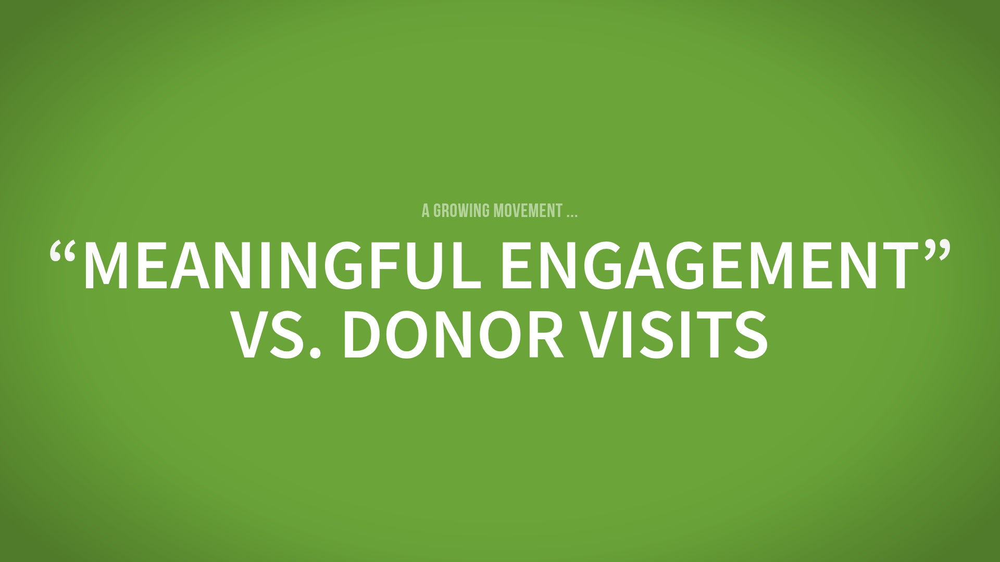 A GROWING MOVEMENT ...
“MEANINGFUL ENGAGEMENT”
VS. DONOR VISITS